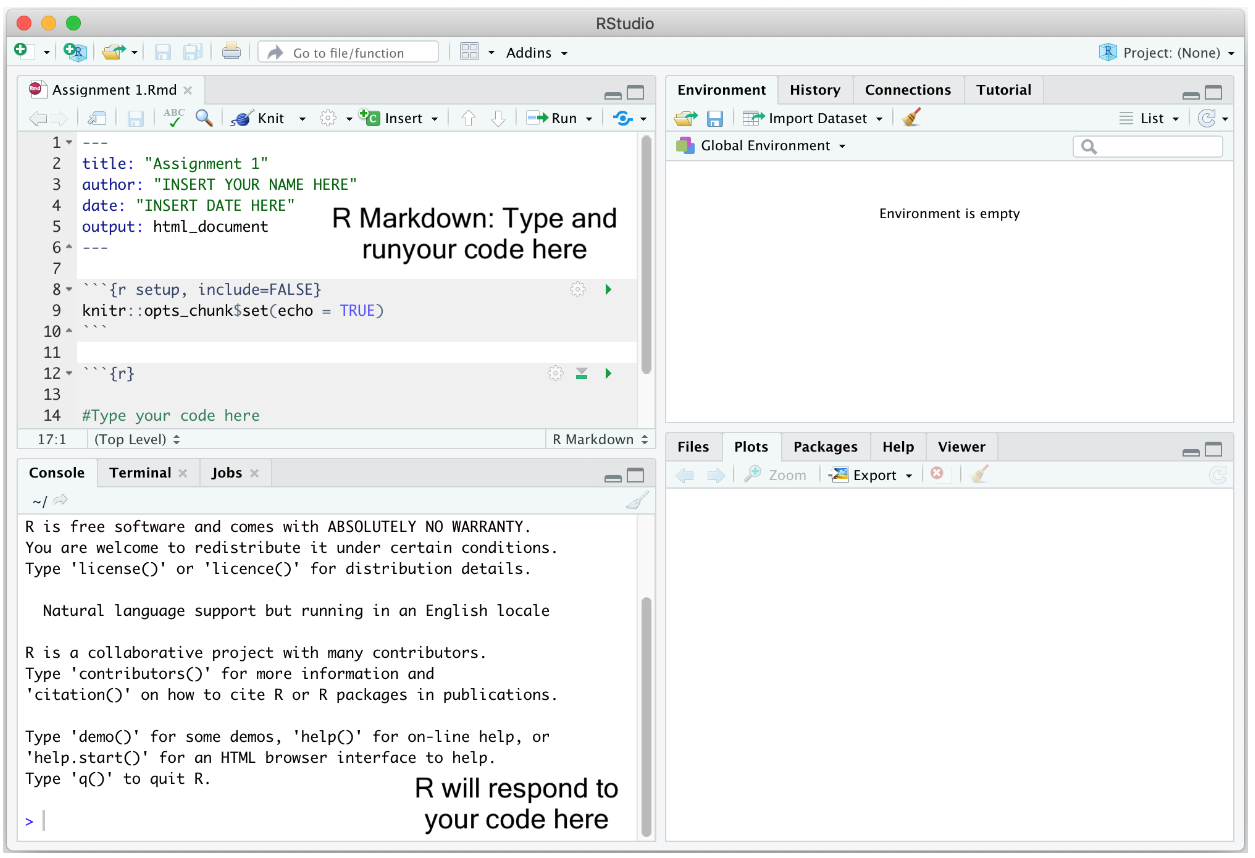 RStudio
Go to file/function Addins Project: (None)
Assignment 1.Rmd
ABC Knit Insert Run
1 ---
2 title: "Assignment 1"
3 author: "INSERT YOUR NAME HERE"
4 date: "INSERT DATE HERE"
5 output: html_document
6 ---
7
8 ```{r setup, include=FALSE}
9 knitr::opts_chunk$set(echo = TRUE)
10 ```
11
12 ```{r}
13
14 #Type your code here
R Markdown: Type and
runyour code here
17:1 (Top Level) R Markdown
Console Terminal Jobs
~/
R is free software and comes with ABSOLUTELY NO WARRANTY.
You are welcome to redistribute it under certain conditions.
Type 'license()' or 'licence()' for distribution details.
Natural language support but running in an English locale
R is a collaborative project with many contributors.
Type 'contributors()' for more information and
'citation()' on how to cite R or R packages in publications.
Type 'demo()' for some demos, 'help()' for on-line help, or
'help.start()' for an HTML browser interface to help.
Type 'q()' to quit R.
>
R will respond to
your code here
Environment History Connections Tutorial
Import Dataset List
Global Environment
Environment is empty
Files Plots Packages Help Viewer
Zoom Export